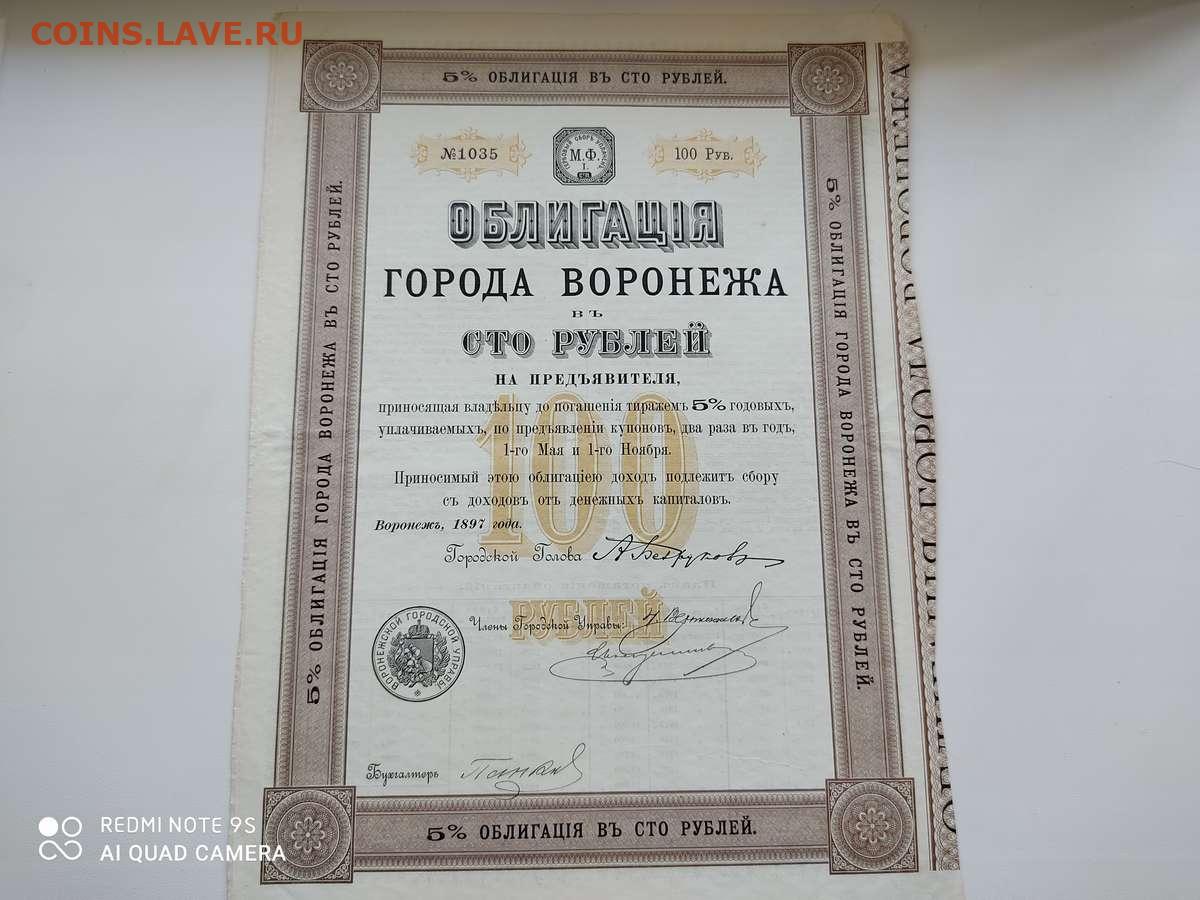 COINS.LAVE.RU
5% ОБЛИГАЦІЯ ВЪ СТО РУБЛЕЙ.
№1035
М.Ф.
I.
100 Руб.
ОБЛИГАЦІЯ
ГОРОДА ВОРОНЕЖА
ВЪ
СТО РУБЛЕЙ
НА ПРЕДЪЯВИТЕЛЯ,
приносящая владѣльцу до погашенія тиражемъ 5% годовыхъ,
уплачиваемыхъ, по предъявленіи купоновъ, два раза въ годъ,
1-го Мая и 1-го Ноября.
Приносимый этою облигаціею доходъ подлежитъ сбору
съ доходовъ отъ денежныхъ капиталовъ.
Воронежъ, 1897 года.
100
РУБЛЕЙ
Городской Голова
Члены Городской Управы:
ВОРОНЕЖСКОЙ ГОРОДСКОЙ УПРАВЫ
Бухгалтеръ
5% ОБЛИГАЦІЯ ВЪ СТО РУБЛЕЙ.
5% ОБЛИГАЦІЯ ГОРОДА ВОРОНЕЖА ВЪ СТО РУБЛЕЙ.
5% ОБЛИГАЦІЯ ГОРОДА ВОРОНЕЖА ВЪ СТО РУБЛЕЙ.
REDMI NOTE 9S
AI QUAD CAMERA